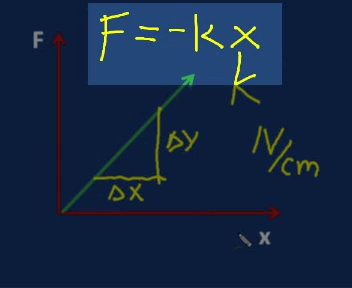 F = -kx
F
k
ΔY
N/cm
ΔX
x